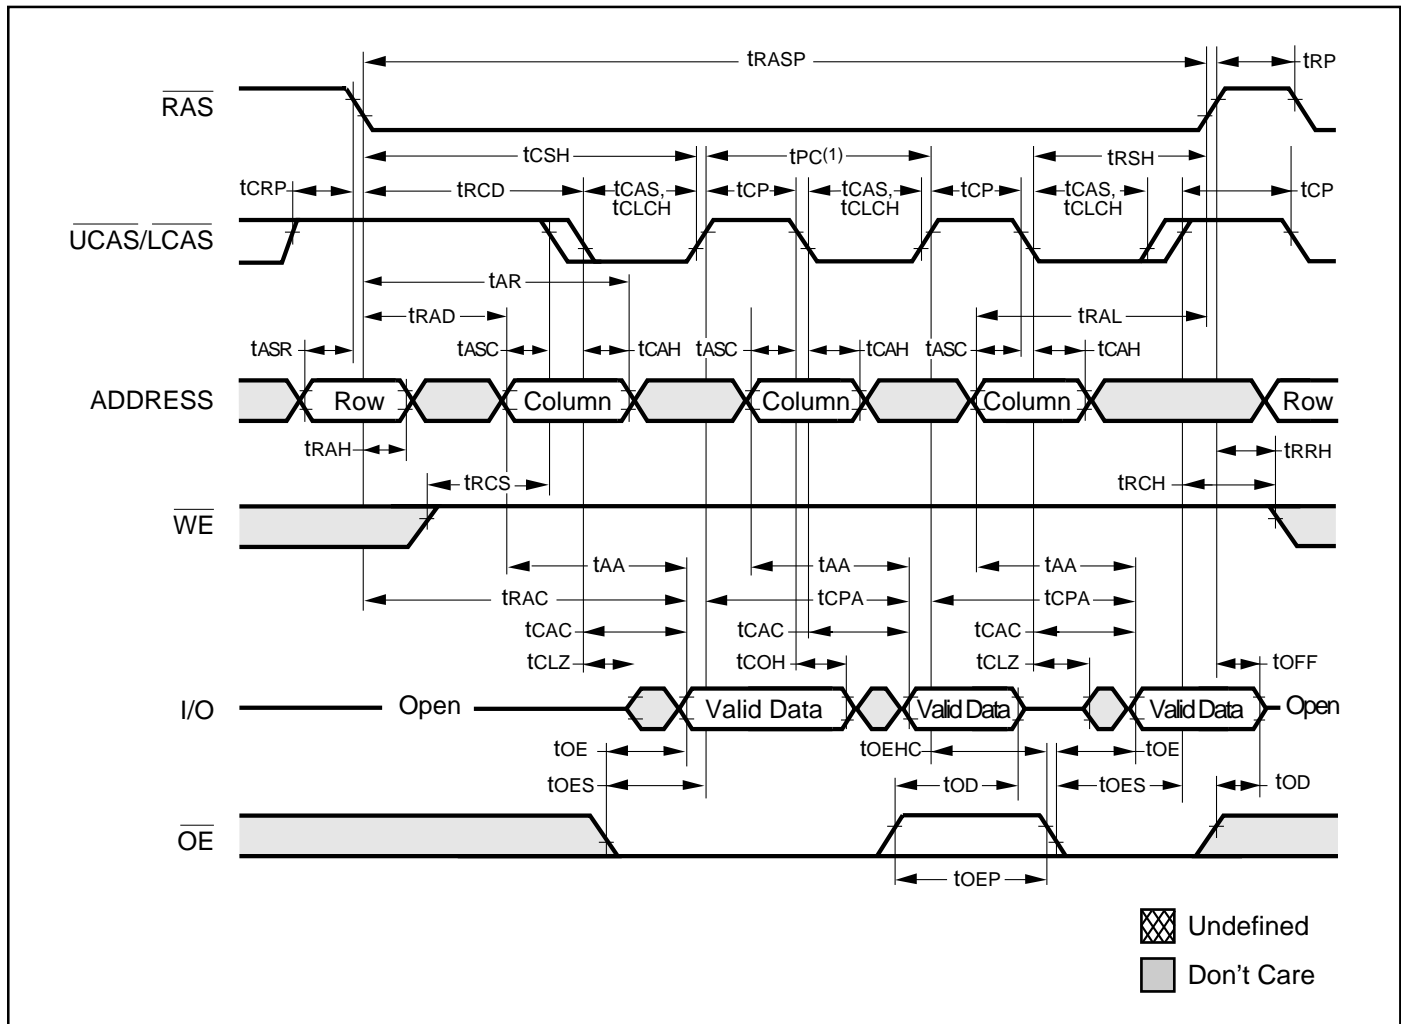 tRASP
tRP
RAS
tCSH
tPC(1)
tRSH
tCRP
tRCD
tCAS,
tCLCH
tCP
tCAS,
tCLCH
tCP
tCAS,
tCLCH
tCP
UCAS/LCAS
tAR
tRAD
tRAL
tASR
tASC
tCAH
tASC
tCAH
tASC
tCAH
ADDRESS
Row
Column
Column
Column
Row
tRAH
tRRH
tRCS
tRCH
WE
tAA
tAA
tAA
tRAC
tCPA
tCPA
tCAC
tCAC
tCAC
tCLZ
tCOH
tCLZ
tOFF
I/O
Open
Valid Data
Valid Data
Valid Data
Open
tOE
tOEHC
tOE
tOES
tOD
tOES
tOD
OE
tOEP
Undefined
Don't Care